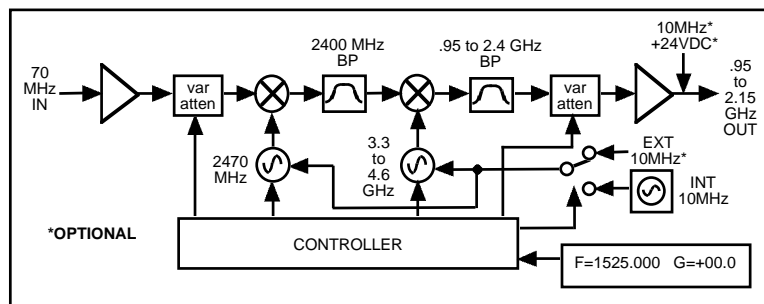 10MHz*
+24VDC*
2400 MHz
BP
.95 to 2.4 GHz
BP
70
MHz
IN
var
atten
var
atten
.95
to
2.15
GHz
OUT
2470
MHz
3.3
to
4.6
GHz
EXT
10MHz*
INT
10MHz
*OPTIONAL
CONTROLLER
F=1525.000 G=+00.0